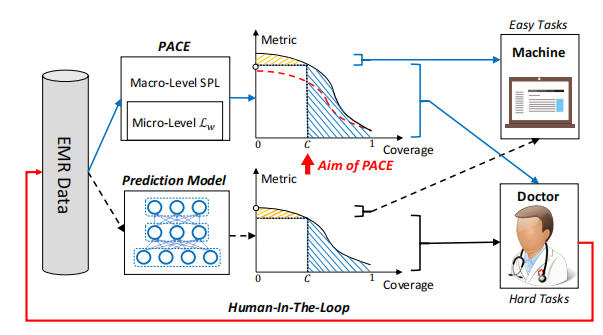 Easy Tasks
PACE
Metric
Machine
Macro-Level SPL
Micro-Level ℒw
EMR Data
0
C
1
Coverage
Aim of PACE
Prediction Model
Metric
Doctor
0
C
1
Coverage
Hard Tasks
Human-In-The-Loop